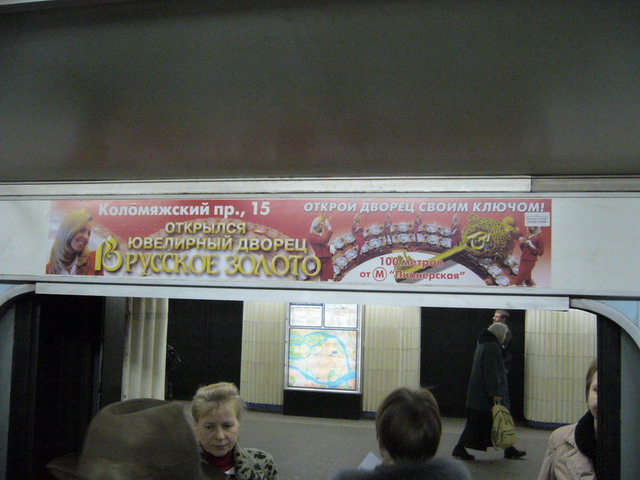 Коломяжский пр., 15
ОТКРЫЛСЯ
ЮВЕЛИРНЫЙ ДВОРЕЦ
РУССКОЕ ЗОЛОТО
ОТКРОЙ ДВОРЕЦ СВОИМ КЛЮЧОМ!
100 метров
от М "Пионерская"